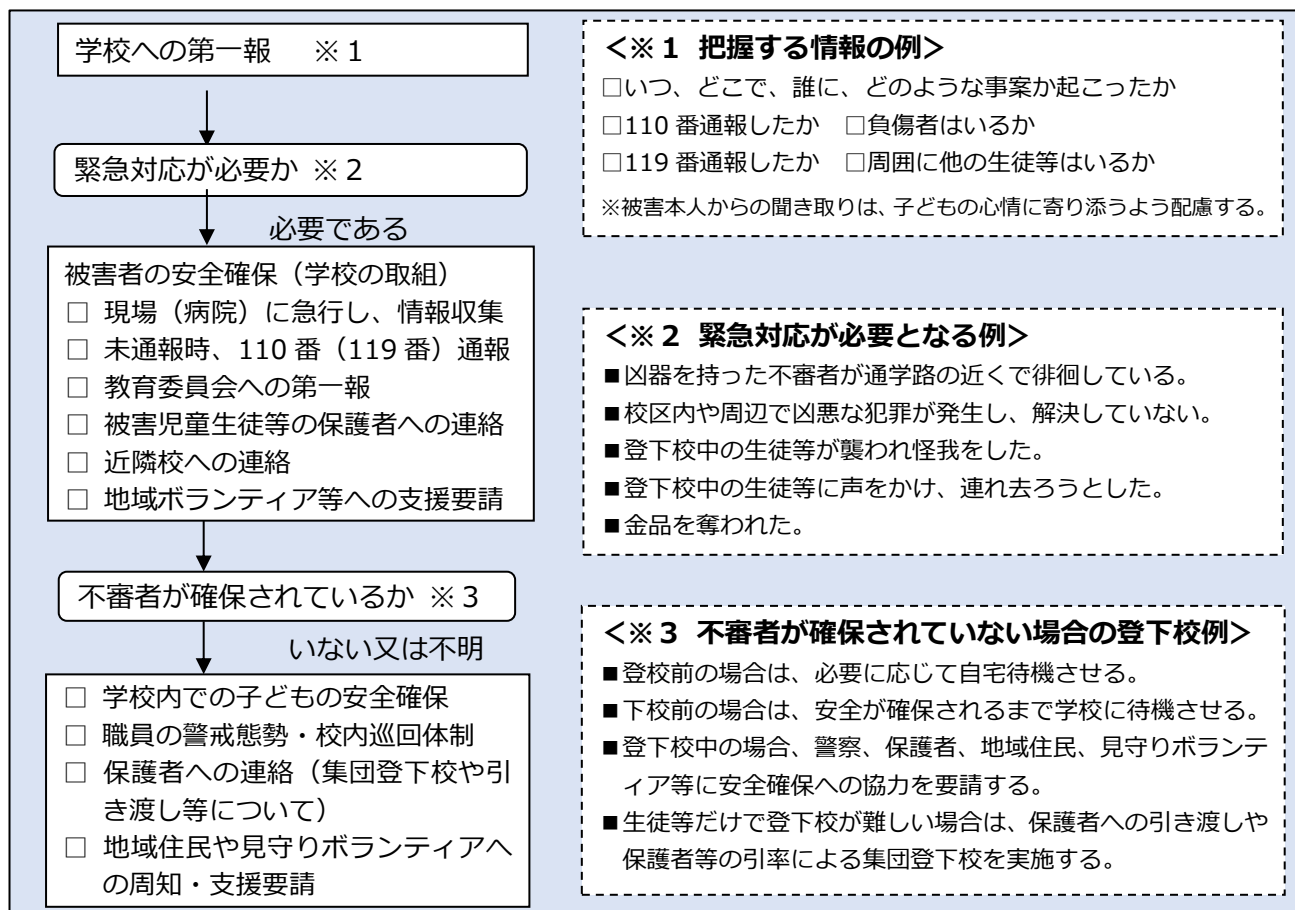 学校への第一報 ※１
緊急対応が必要か ※２
必要である
被害者の安全確保（学校の取組）
□ 現場（病院）に急行し、情報収集
□ 未通報時、110 番（119 番）通報
□ 教育委員会への第一報
□ 被害児童生徒等の保護者への連絡
□ 近隣校への連絡
□ 地域ボランティア等への支援要請
不審者が確保されているか ※３
いない又は不明
□ 学校内での子どもの安全確保
□ 職員の警戒態勢・校内巡回体制
□ 保護者への連絡（集団登下校や引
き渡し等について）
□ 地域住民や見守りボランティアへ
の周知・支援要請
＜※１ 把握する情報の例＞
□いつ、どこで、誰に、どのような事案か起こったか
□110 番通報したか □負傷者はいるか
□119 番通報したか □周囲に他の生徒等はいるか
※被害本人からの聞き取りは、子どもの心情に寄り添うよう配慮する。
＜※２ 緊急対応が必要となる例＞
■凶器を持った不審者が通学路の近くで徘徊している。
■校区内や周辺で凶悪な犯罪が発生し、解決していない。
■登下校中の生徒等が襲われ怪我をした。
■登下校中の生徒等に声をかけ、連れ去ろうとした。
■金品を奪われた。
＜※３ 不審者が確保されていない場合の登下校例＞
■登校前の場合は、必要に応じて自宅待機させる。
■下校前の場合は、安全が確保されるまで学校に待機させる。
■登下校中の場合、警察、保護者、地域住民、見守りボランテ
ィア等に安全確保への協力を要請する。
■生徒等だけで登下校が難しい場合は、保護者への引き渡しや
保護者等の引率による集団登下校を実施する。